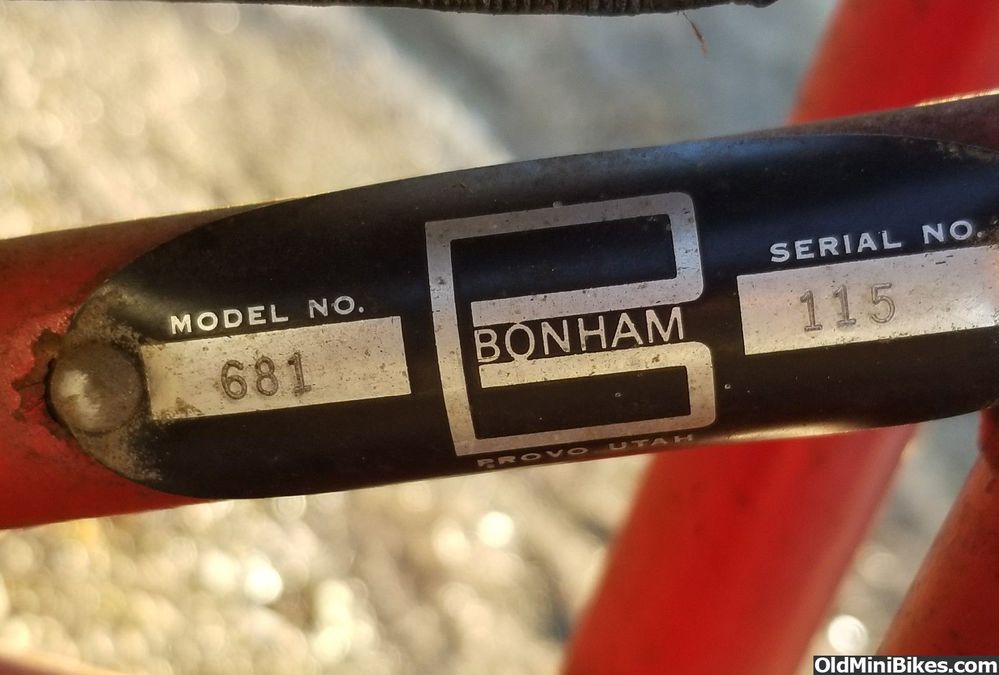 MODEL NO.
681
BONHAM
PROVO UTAH
SERIAL NO.
115
OldMiniBikes.com